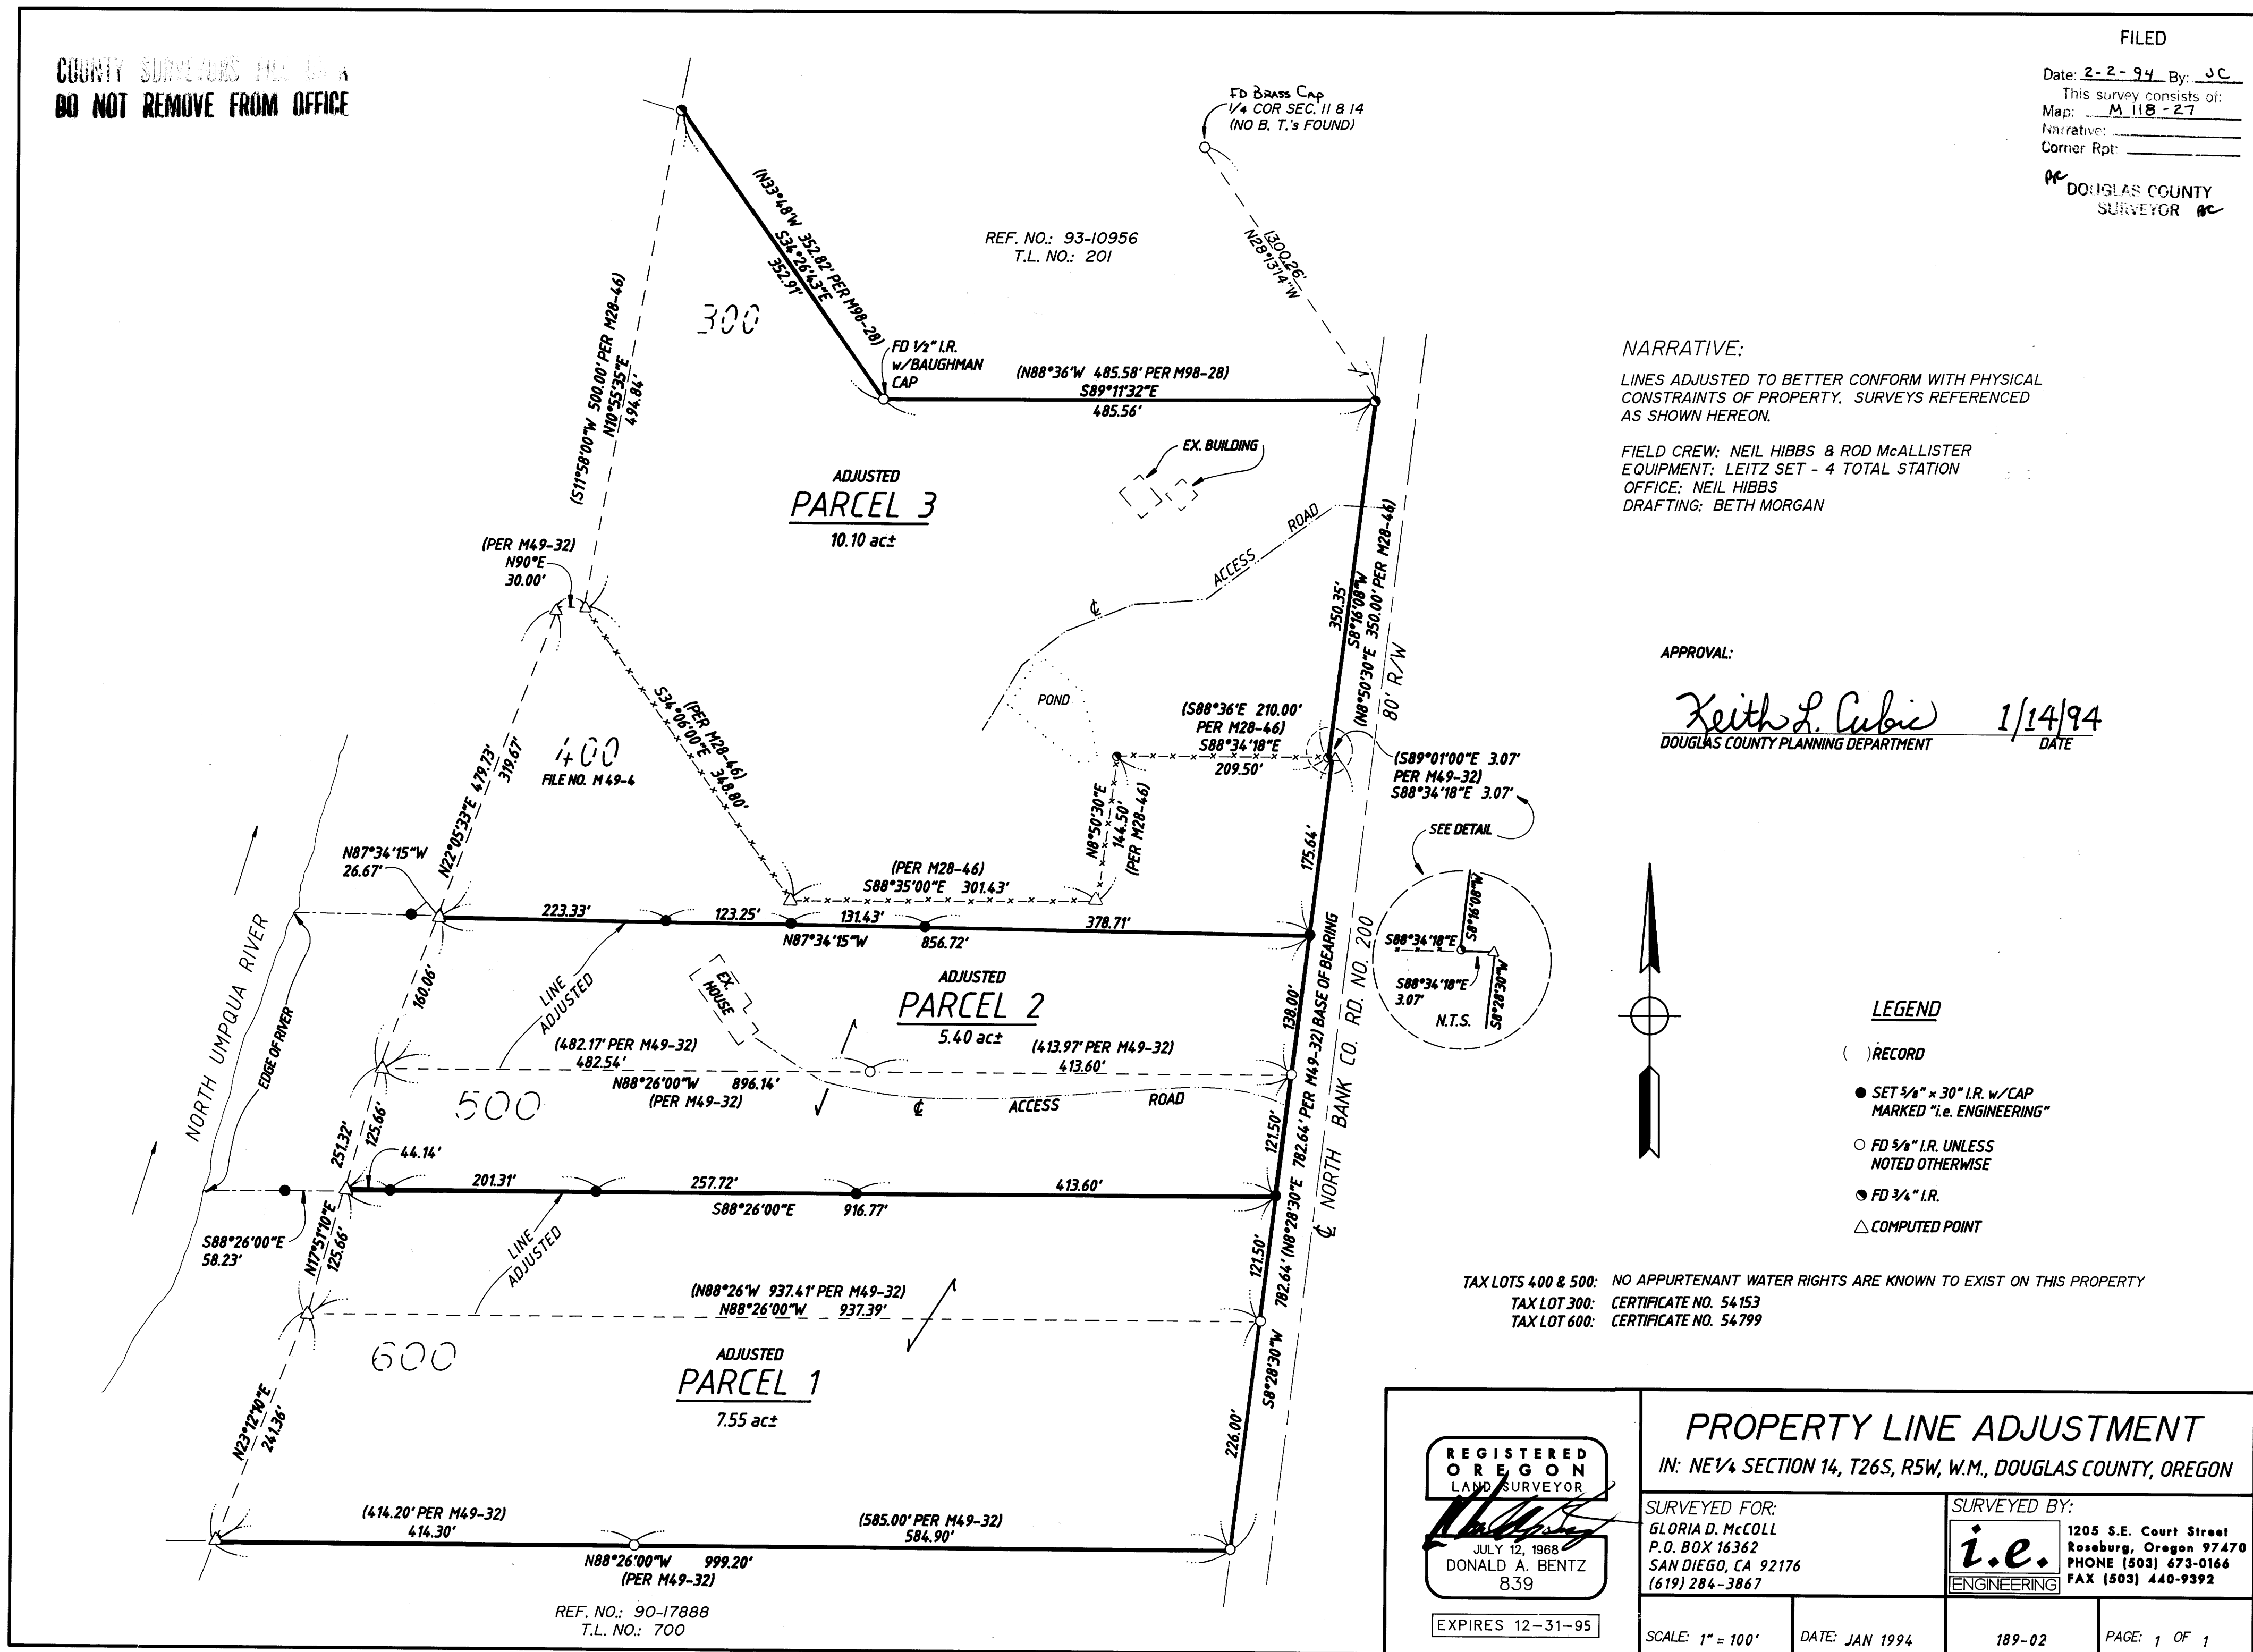 COUNTY SURVEYORS FILE
DO NOT REMOVE FROM OFFICE
FILED
Date: 2-2-94 By: JC
This survey consists of:
Map: M 118-27
Narrative:
Corner Rpt:
DOUGLAS COUNTY
SURVEYOR
FD BRASS CAP
1/4 COR SEC. 11 & 14
(NO B. T.'s FOUND)
1300.26'
N28°13'14"W
REF. NO.: 93-10956
T.L. NO.: 201
(N33°48'W 352.82' PER M98-28)
S34°26'43"E
352.91'
300
(S11°58'00"W 500.00' PER M28-46)
N10°55'35"E
494.84'
FD 1/2" I.R.
w/BAUGHMAN
CAP
(N88°36'W 485.58' PER M98-28)
S89°11'32"E
485.56'
EX. BUILDING
ADJUSTED
PARCEL 3
10.10 ac±
ACCESS ROAD
℄
POND
(PER M49-32)
N90°E
30.00'
350.35'
S8°16'08"W
(N8°50'30"E 350.00' PER M28-46)
80' R/W
(PER M28-46)
S34°06'00"E 348.80'
400
FILE NO. M 49-4
N22°05'33"E 479.73'
319.67'
(S88°36'E 210.00'
PER M28-46)
S88°34'18"E
209.50'
N8°50'30"E
144.50'
(PER M28-46)
(S89°01'00"E 3.07'
PER M49-32)
S88°34'18"E 3.07'
SEE DETAIL
S8°16'08"W
S88°34'18"E
S88°34'18"E
3.07'
S8°28'30"W
N.T.S.
N87°34'15"W
26.67'
(PER M28-46)
S88°35'00"E 301.43'
175.64'
223.33'
123.25'
131.43'
378.71'
N87°34'15"W 856.72'
NORTH UMPQUA RIVER
EDGE OF RIVER
160.06'
LINE
ADJUSTED
EX.
HOUSE
ADJUSTED
PARCEL 2
5.40 ac±
138.00'
(482.17' PER M49-32)
482.54'
(413.97' PER M49-32)
413.60'
N88°26'00"W 896.14'
(PER M49-32)
500
℄ ACCESS ROAD
251.32'
125.66'
44.14'
121.50'
201.31'
257.72'
413.60'
S88°26'00"E 916.77'
S88°26'00"E
58.23'
N17°51'10"E
125.66'
LINE
ADJUSTED
121.50'
782.64' (N8°28'30"E 782.64' PER M49-32) BASE OF BEARING
S8°28'30"W
℄ NORTH BANK CO. RD. NO. 200
(N88°26'W 937.41' PER M49-32)
N88°26'00"W 937.39'
600
ADJUSTED
PARCEL 1
7.55 ac±
N23°12'10"E
241.36'
226.00'
(414.20' PER M49-32)
414.30'
(585.00' PER M49-32)
584.90'
N88°26'00"W 999.20'
(PER M49-32)
REF. NO.: 90-17888
T.L. NO.: 700
NARRATIVE:
LINES ADJUSTED TO BETTER CONFORM WITH PHYSICAL
CONSTRAINTS OF PROPERTY. SURVEYS REFERENCED
AS SHOWN HEREON.
FIELD CREW: NEIL HIBBS & ROD McALLISTER
EQUIPMENT: LEITZ SET - 4 TOTAL STATION
OFFICE: NEIL HIBBS
DRAFTING: BETH MORGAN
APPROVAL:
Keith L. Cubic 1/14/94
DOUGLAS COUNTY PLANNING DEPARTMENT DATE
LEGEND
( ) RECORD
SET 5/8" x 30" I.R. w/CAP
MARKED "i.e. ENGINEERING"
FD 5/8" I.R. UNLESS
NOTED OTHERWISE
FD 3/4" I.R.
COMPUTED POINT
TAX LOTS 400 & 500: NO APPURTENANT WATER RIGHTS ARE KNOWN TO EXIST ON THIS PROPERTY
TAX LOT 300: CERTIFICATE NO. 54153
TAX LOT 600: CERTIFICATE NO. 54799
REGISTERED
OREGON
LAND SURVEYOR
JULY 12, 1968
DONALD A. BENTZ
839
EXPIRES 12-31-95
PROPERTY LINE ADJUSTMENT
IN: NE1/4 SECTION 14, T26S, R5W, W.M., DOUGLAS COUNTY, OREGON
SURVEYED FOR:
GLORIA D. McCOLL
P.O. BOX 16362
SAN DIEGO, CA 92176
(619) 284-3867
SURVEYED BY:
i.e.
ENGINEERING
1205 S.E. Court Street
Roseburg, Oregon 97470
PHONE (503) 673-0166
FAX (503) 440-9392
SCALE: 1" = 100'
DATE: JAN 1994
189-02
PAGE: 1 OF 1